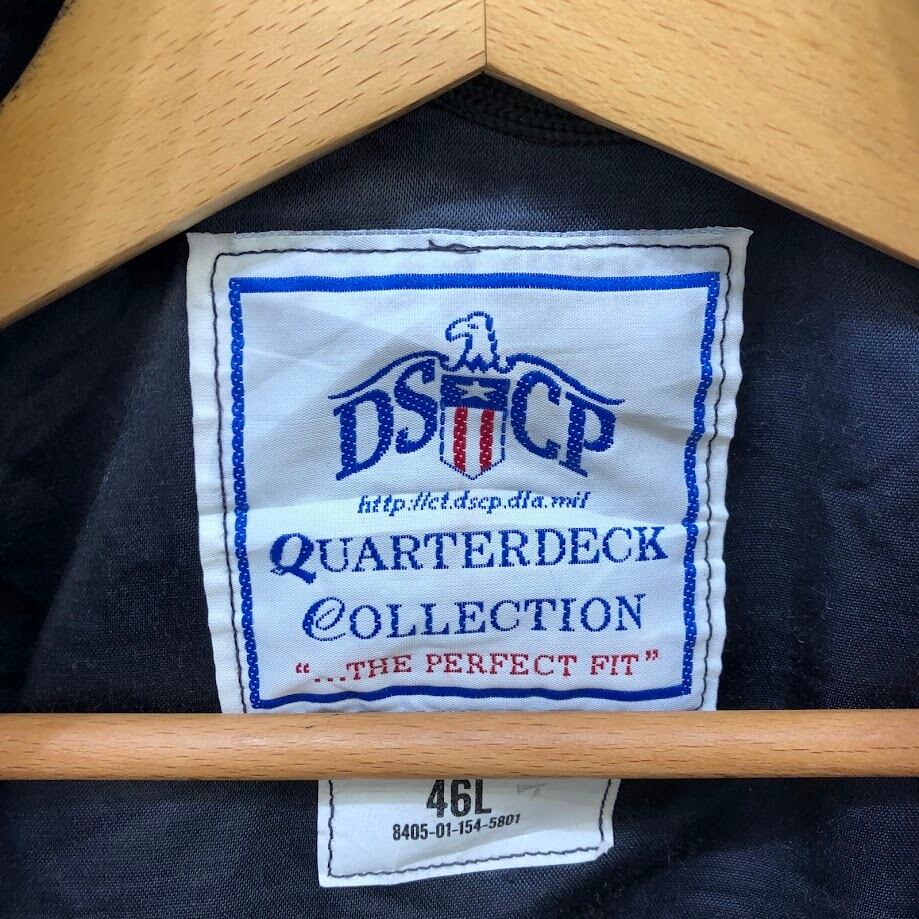 DSCP
http://ct.dscp.dla.mil
QUARTERDECK
COLLECTION
“...THE PERFECT FIT”
46L
8405-01-154-5801